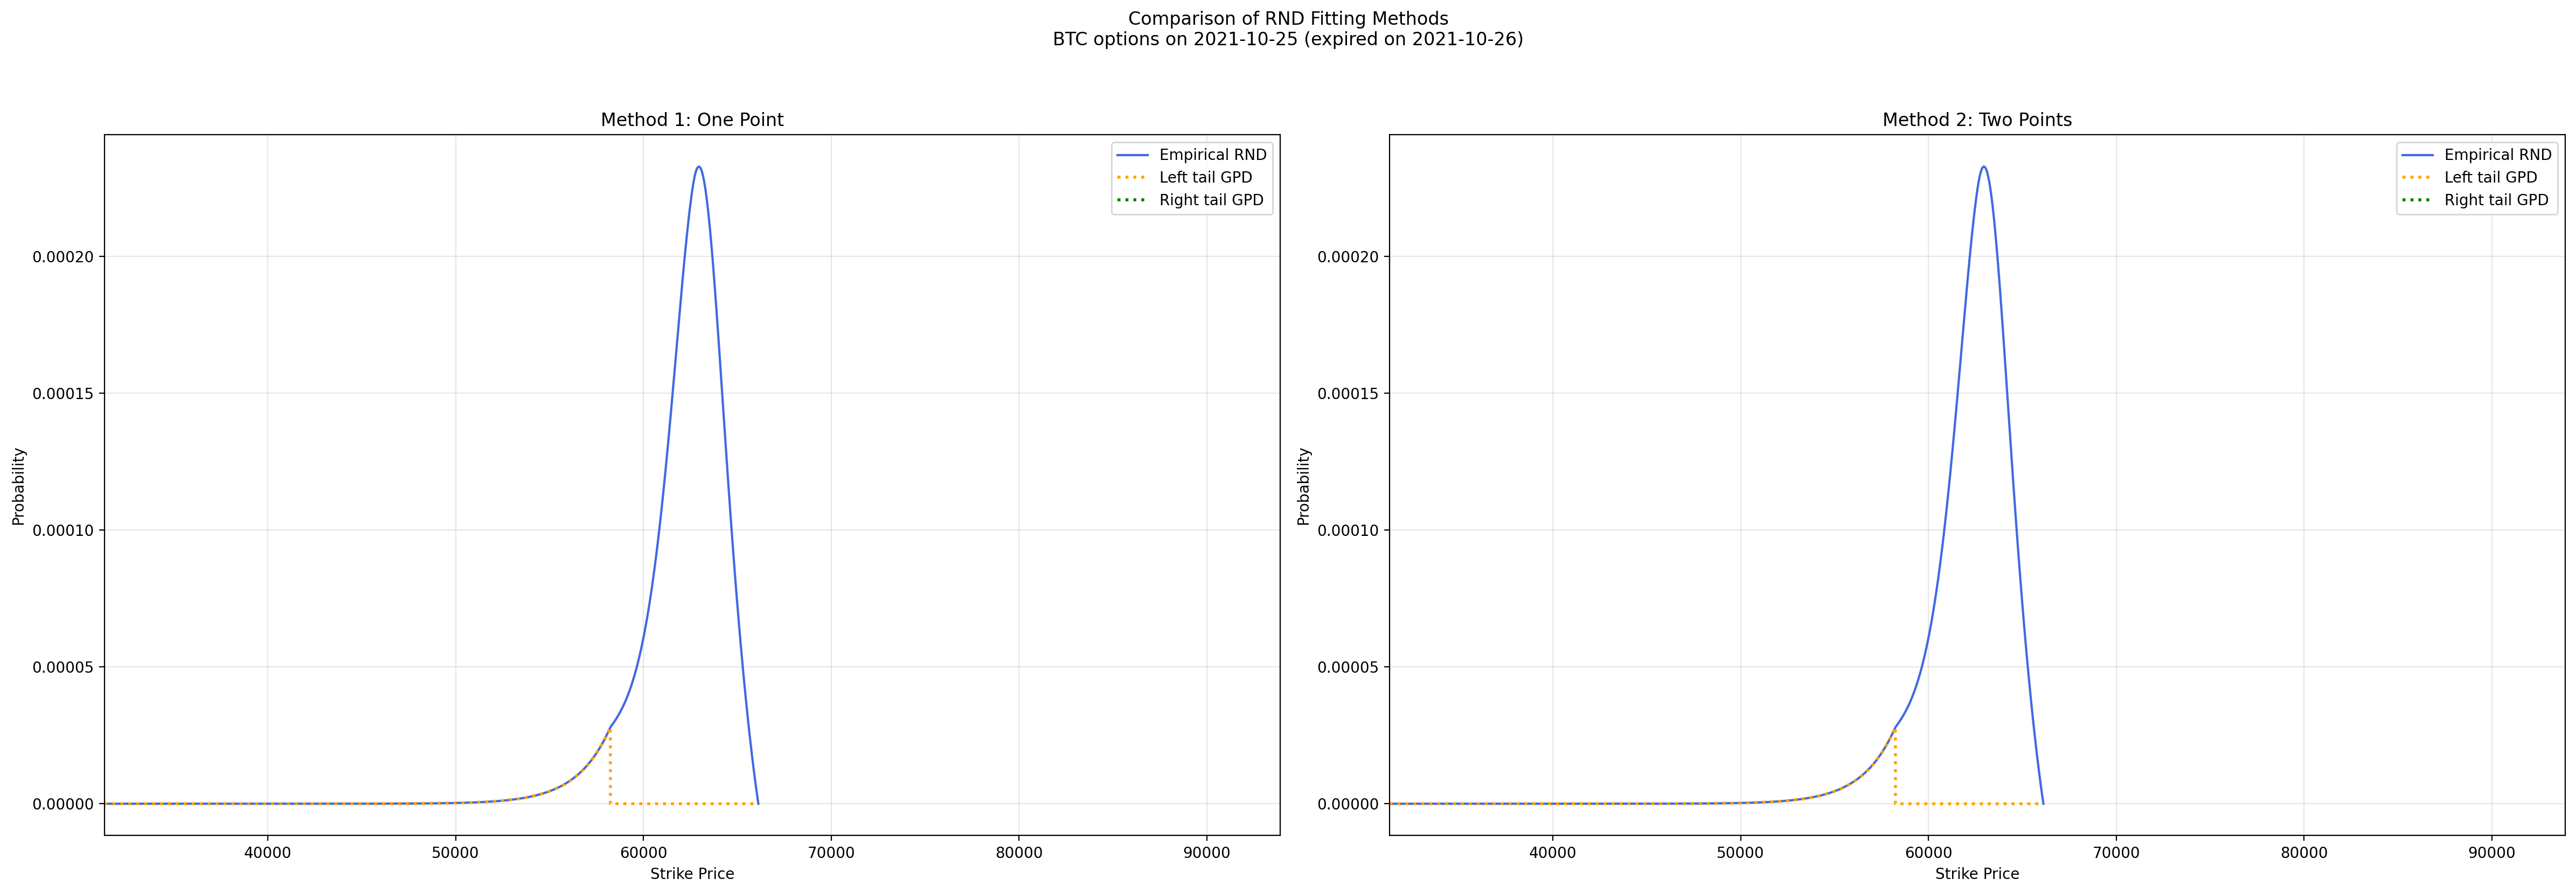 Comparison of RND Fitting Methods
BTC options on 2021-10-25 (expired on 2021-10-26)
Method 1: One Point
Empirical RND
Left tail GPD
Right tail GPD
0.00020
0.00015
0.00010
0.00005
0.00000
Probability
40000 50000 60000 70000 80000 90000
Strike Price
Method 2: Two Points
Empirical RND
Left tail GPD
Right tail GPD
0.00020
0.00015
0.00010
0.00005
0.00000
Probability
40000 50000 60000 70000 80000 90000
Strike Price